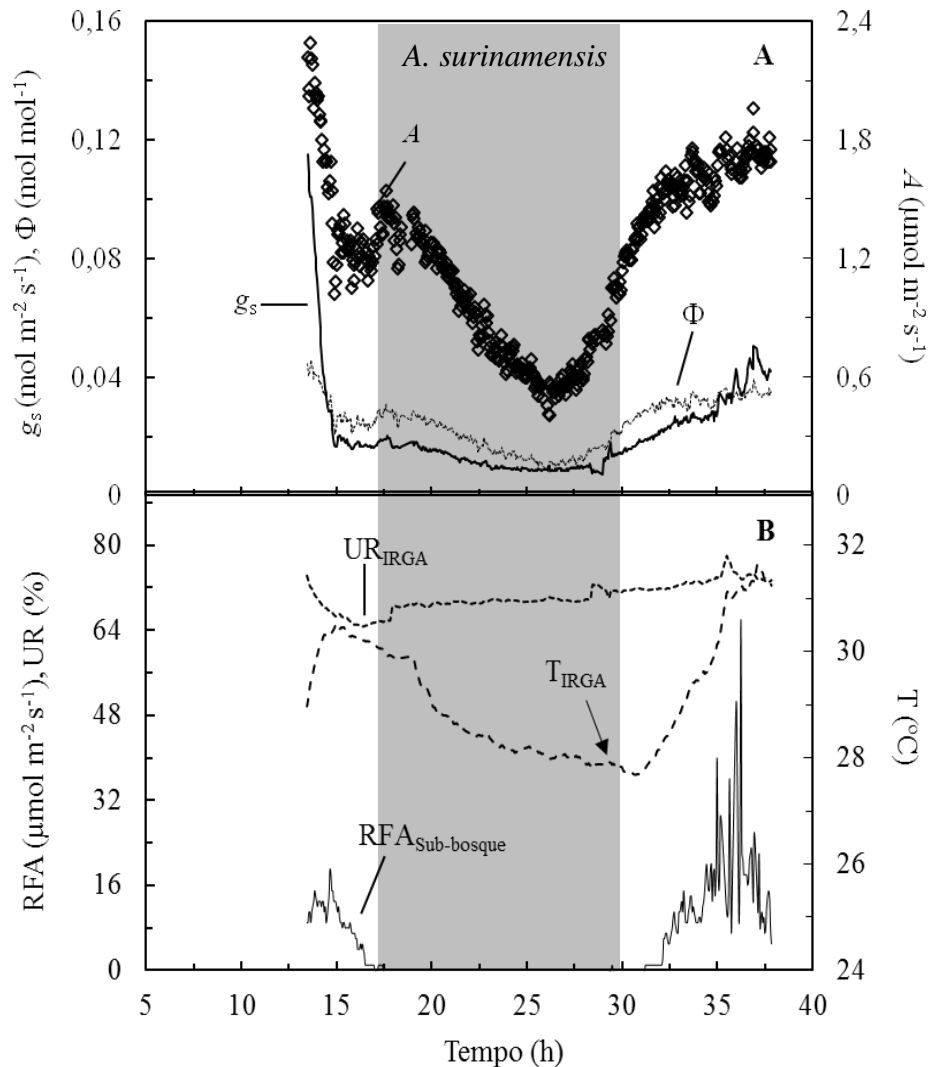 0,16
0,12
0,08
0,04
0
g_s (mol m^-2 s^-1), Φ (mol mol^-1)
A. surinamensis
A
A
g_s
Φ
2,4
1,8
1,2
0,6
0
A (µmol m^-2 s^-1)
80
64
48
32
16
0
RFA (µmol m^-2 s^-1), UR (%)
B
UR_IRGA
T_IRGA
RFA_Sub-bosque
32
30
28
26
24
T (°C)
5 10 15 20 25 30 35 40
Tempo (h)